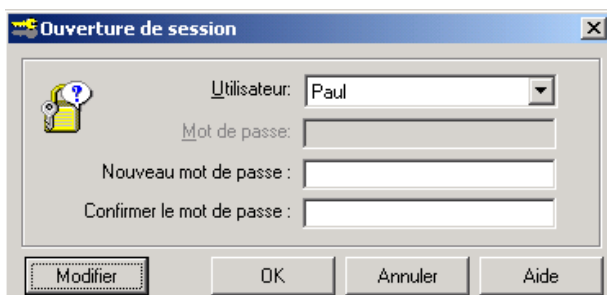 Ouverture de session
Utilisateur: Paul
Mot de passe:
Nouveau mot de passe :
Confirmer le mot de passe :
Modifier OK Annuler Aide